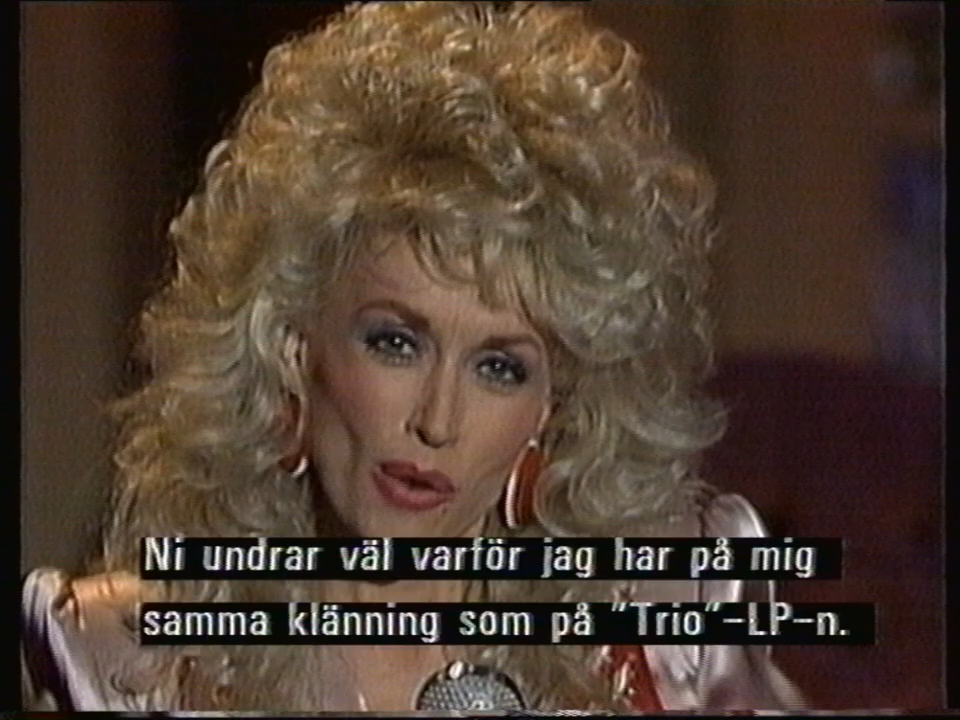 Ni undrar väl varför jag har på mig
samma klänning som på "Trio"-LP-n.